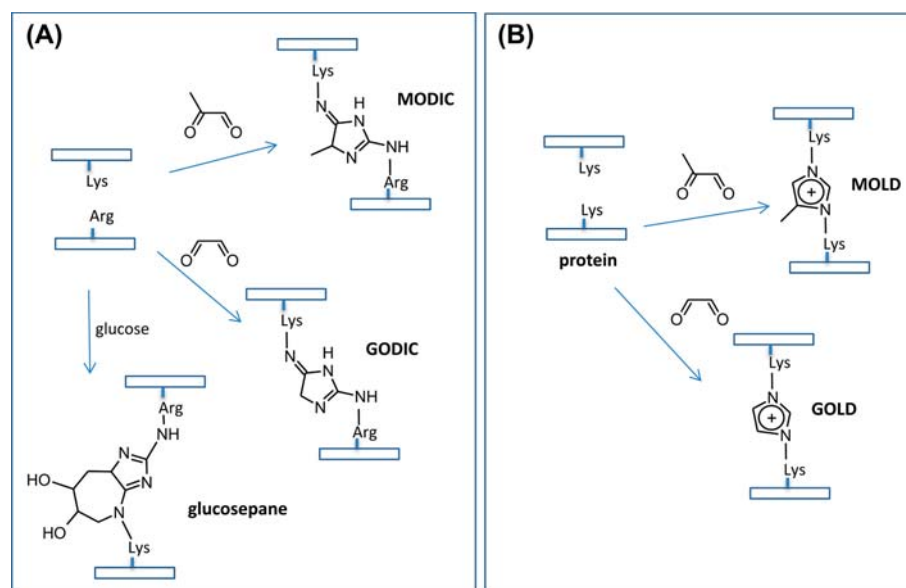 (A)
Lys
Arg
O
O
Lys
N
H
N
N
NH
Arg
MODIC
O
O
glucose
Lys
N
H
N
N
NH
Arg
GODIC
Arg
NH
N
N
N
HO
HO
Lys
glucosepane
(B)
Lys
Lys
protein
O
O
Lys
N
+
N
Lys
MOLD
O
O
Lys
N
+
N
Lys
GOLD